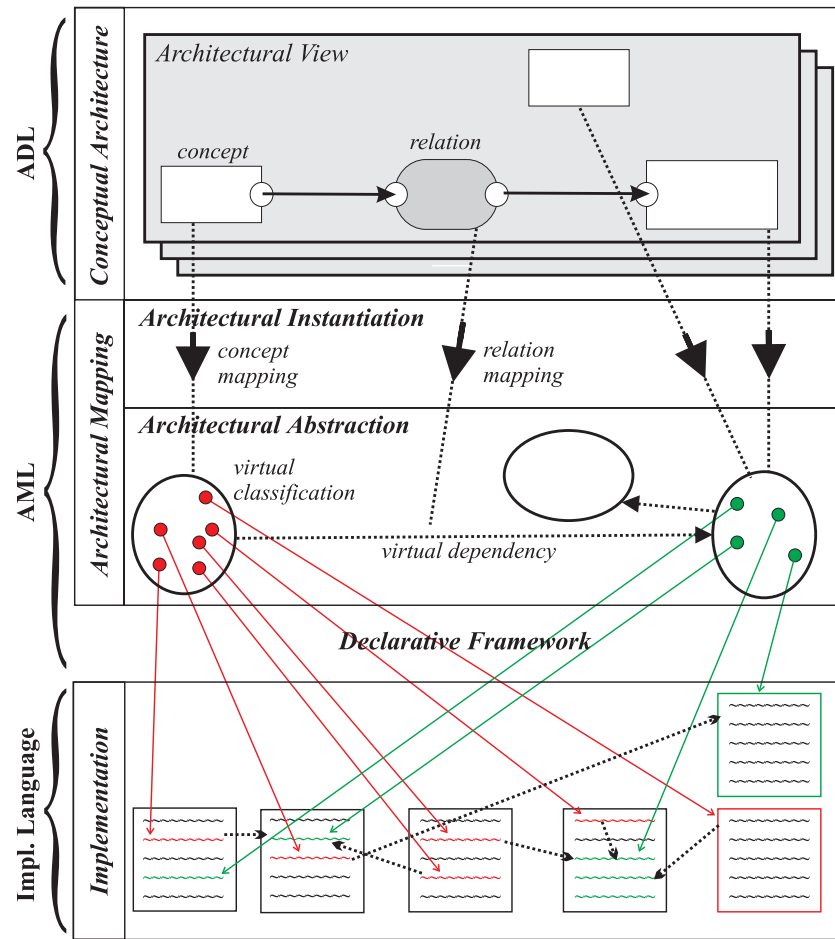 ADL
Conceptual Architecture
Architectural View
concept
relation
AML
Architectural Mapping
Architectural Instantiation
concept
mapping
relation
mapping
Architectural Abstraction
virtual
classification
virtual dependency
Declarative Framework
Impl. Language
Implementation